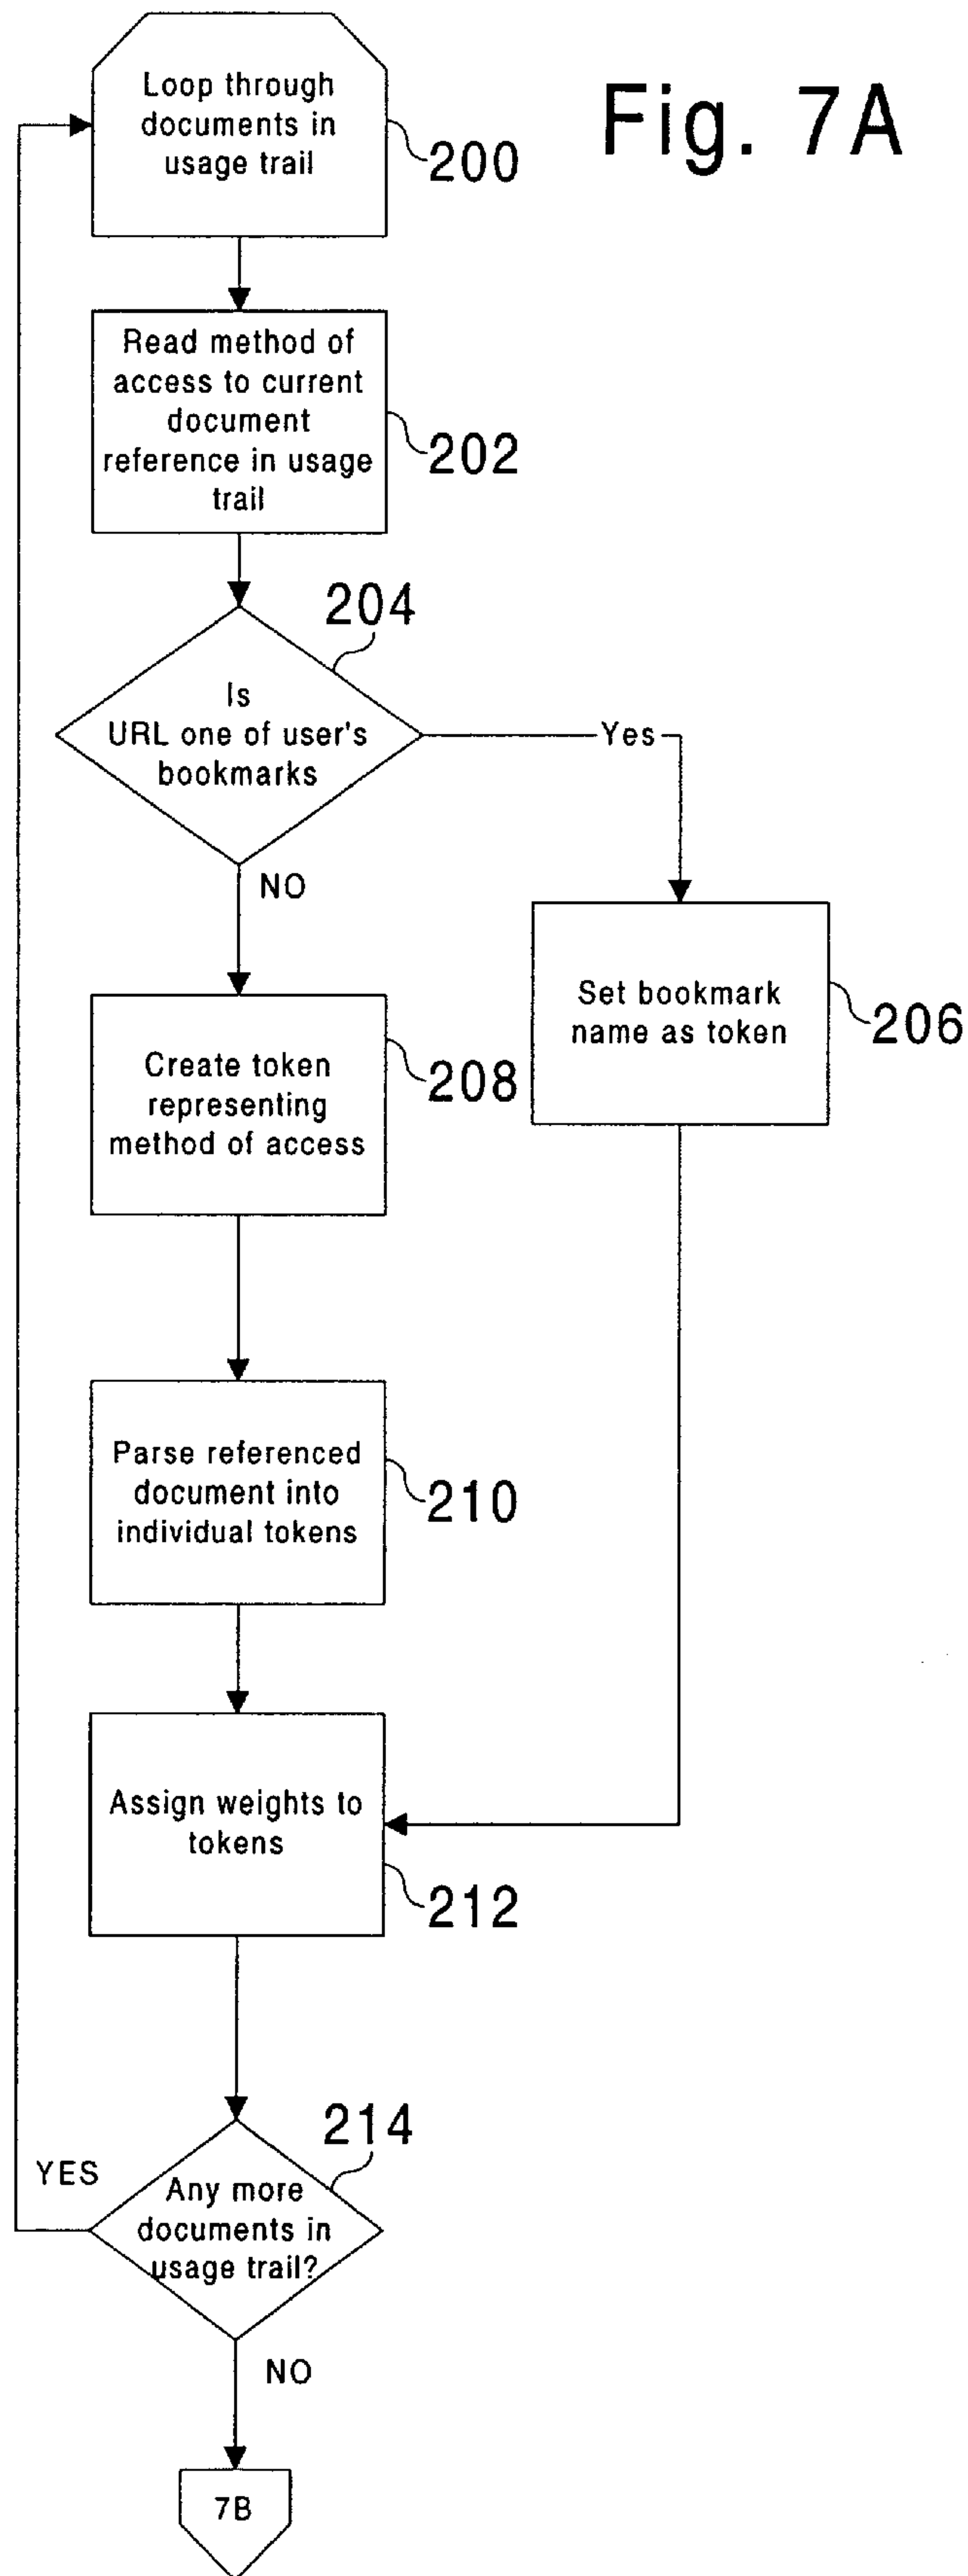 Fig. 7A
Loop through
documents in
usage trail
200
Read method of
access to current
document
reference in usage
trail
202
204
Is
URL one of user's
bookmarks
Yes
NO
Set bookmark
name as token
206
Create token
representing
method of access
208
Parse referenced
document into
individual tokens
210
Assign weights to
tokens
212
214
YES
Any more
documents in
usage trail?
NO
7B